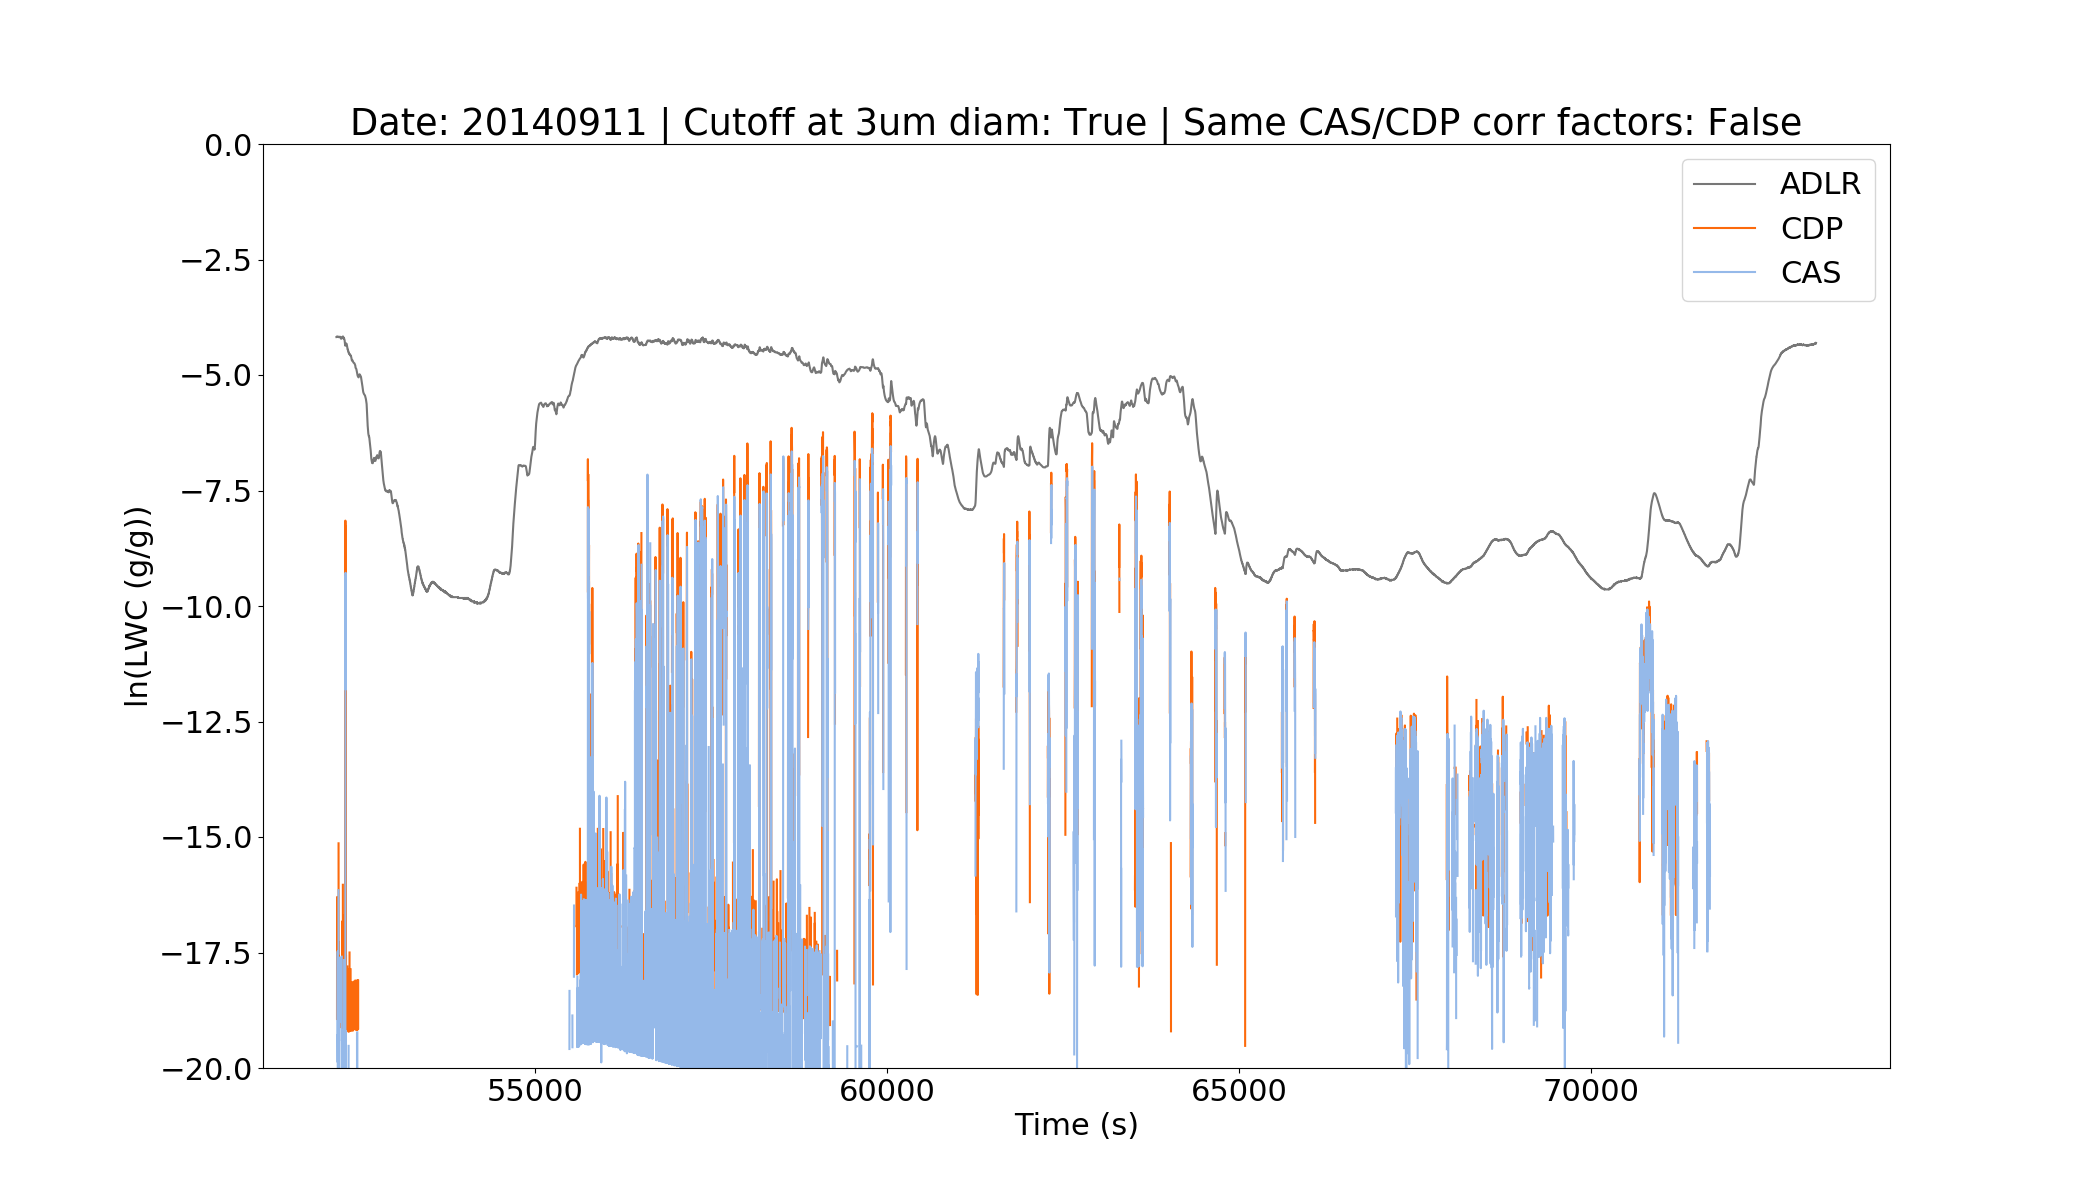 Date: 20140911 | Cutoff at 3um diam: True | Same CAS/CDP corr factors: False
0.0
−2.5
−5.0
−7.5
−10.0
−12.5
−15.0
−17.5
−20.0
ln(LWC (g/g))
ADLR
CDP
CAS
55000
60000
65000
70000
Time (s)